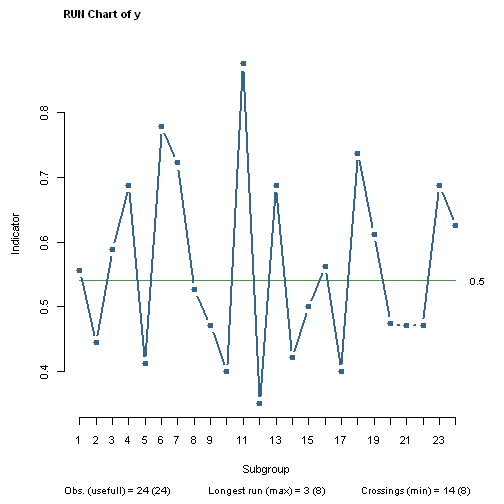 RUN Chart of y
0.8
0.7
0.6
0.5
0.4
Indicator
0.5
1 2 3 4 5 6 7 8 9 11 13 15 17 19 21 23
Subgroup
Obs. (usefull) = 24 (24) Longest run (max) = 3 (8) Crossings (min) = 14 (8)